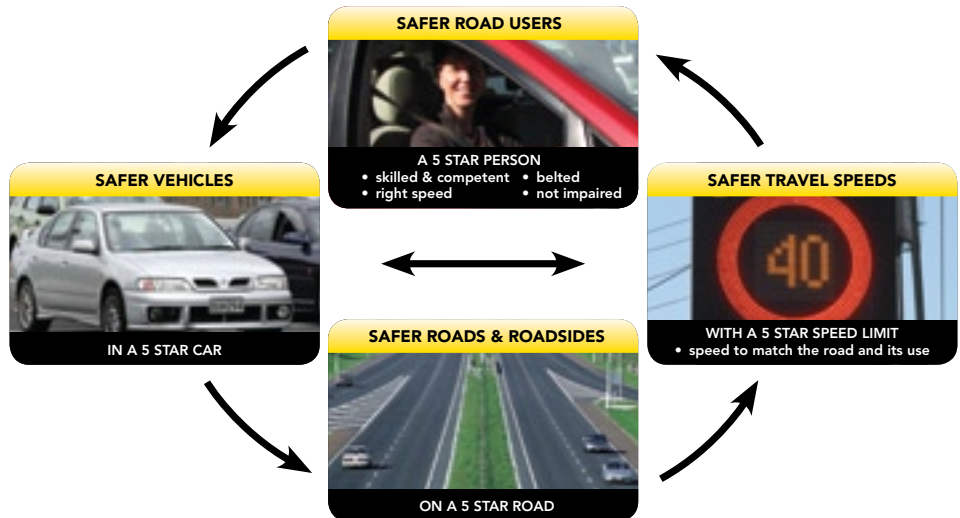 SAFER ROAD USERS
A 5 STAR PERSON
• skilled & competent • belted
• right speed • not impaired
SAFER VEHICLES
IN A 5 STAR CAR
SAFER ROADS & ROADSIDES
ON A 5 STAR ROAD
SAFER TRAVEL SPEEDS
40
WITH A 5 STAR SPEED LIMIT
• speed to match the road and its use